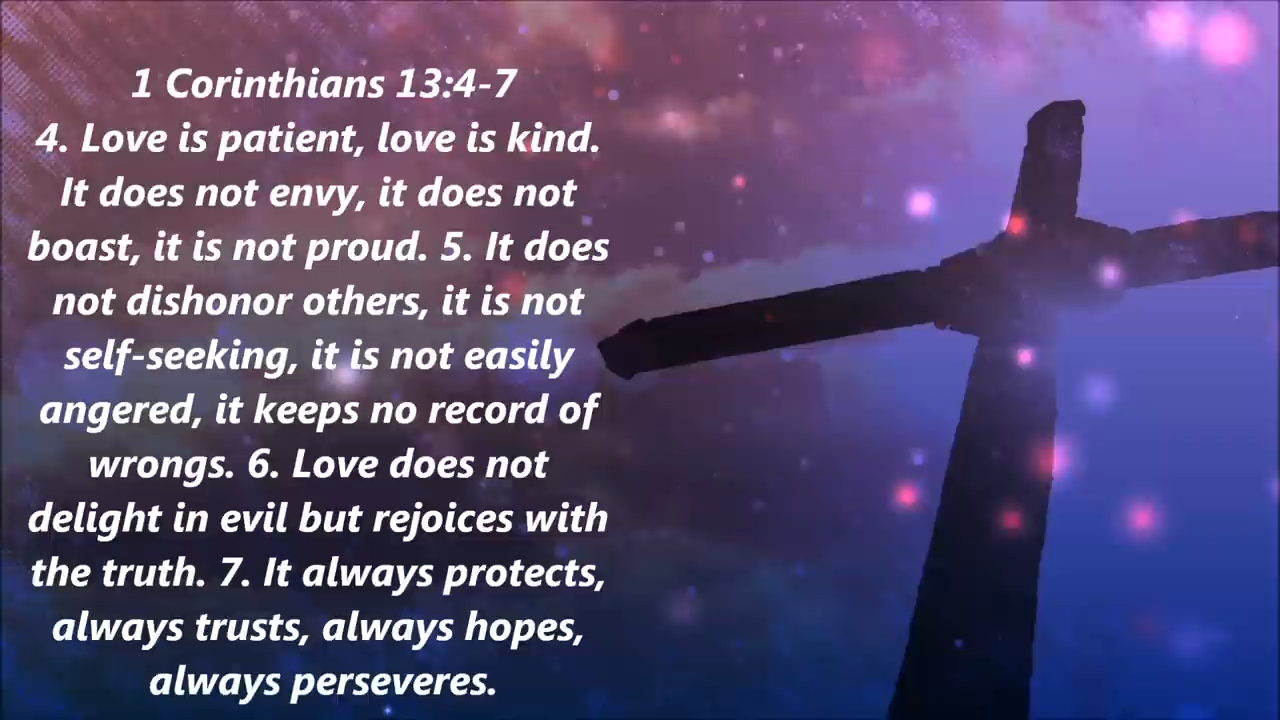 1 Corinthians 13:4-7
4. Love is patient, love is kind.
It does not envy, it does not
boast, it is not proud. 5. It does
not dishonor others, it is not
self-seeking, it is not easily
angered, it keeps no record of
wrongs. 6. Love does not
delight in evil but rejoices with
the truth. 7. It always protects,
always trusts, always hopes,
always perseveres.